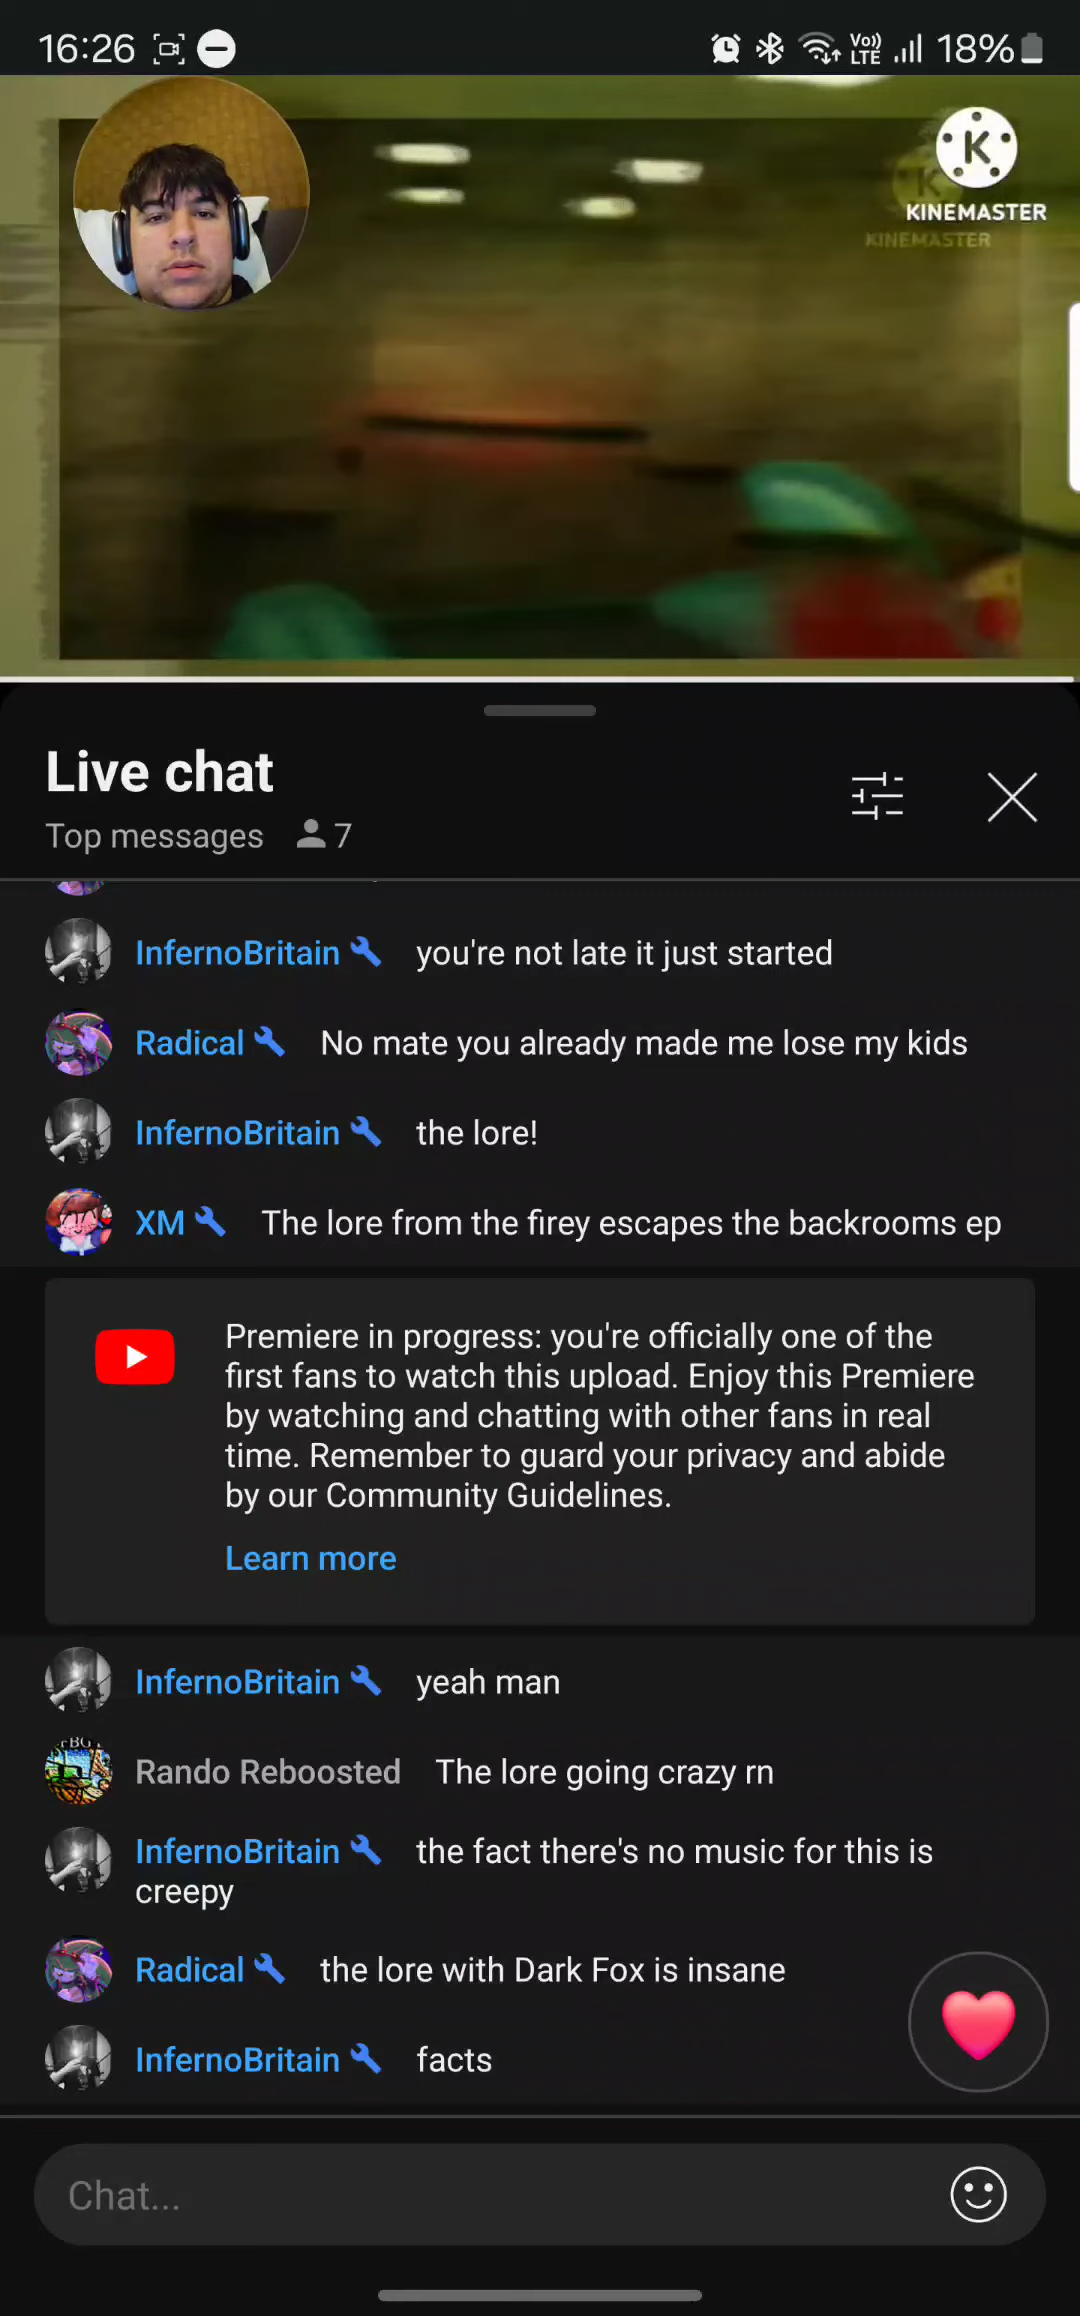 16:26
Vo))
LTE
18%
K
KINEMASTER
KINEMASTER
Live chat
Top messages 7
InfernoBritain you're not late it just started
Radical No mate you already made me lose my kids
InfernoBritain the lore!
XM The lore from the firey escapes the backrooms ep
Premiere in progress: you're officially one of the
first fans to watch this upload. Enjoy this Premiere
by watching and chatting with other fans in real
time. Remember to guard your privacy and abide
by our Community Guidelines.
Learn more
InfernoBritain yeah man
Rando Reboosted The lore going crazy rn
InfernoBritain the fact there's no music for this is
creepy
Radical the lore with Dark Fox is insane
InfernoBritain facts
Chat...